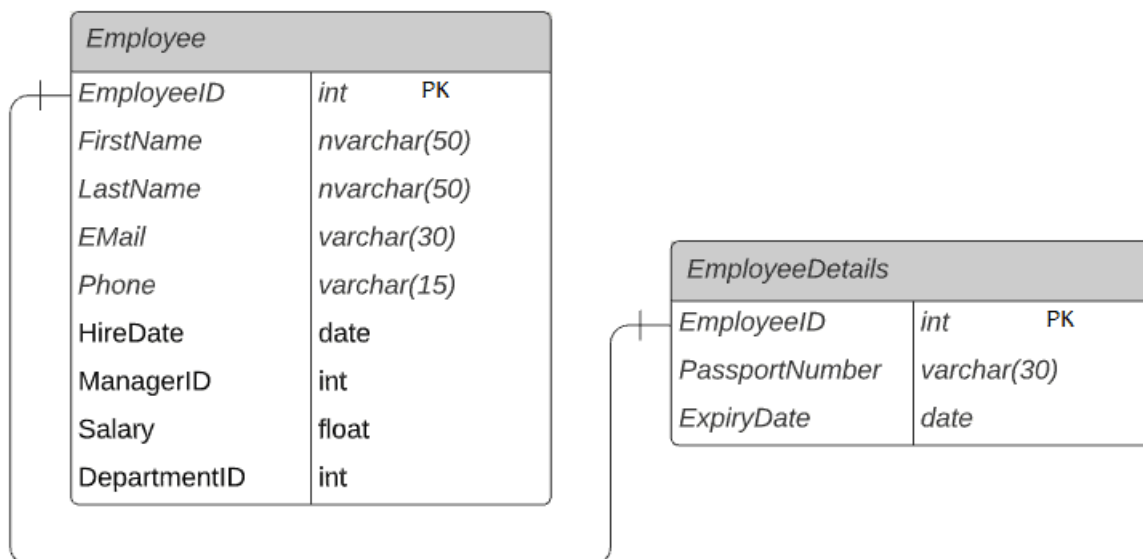 Employee
EmployeeID int PK
FirstName nvarchar(50)
LastName nvarchar(50)
EMail varchar(30)
Phone varchar(15)
HireDate date
ManagerID int
Salary float
DepartmentID int
EmployeeDetails
EmployeeID int PK
PassportNumber varchar(30)
ExpiryDate date